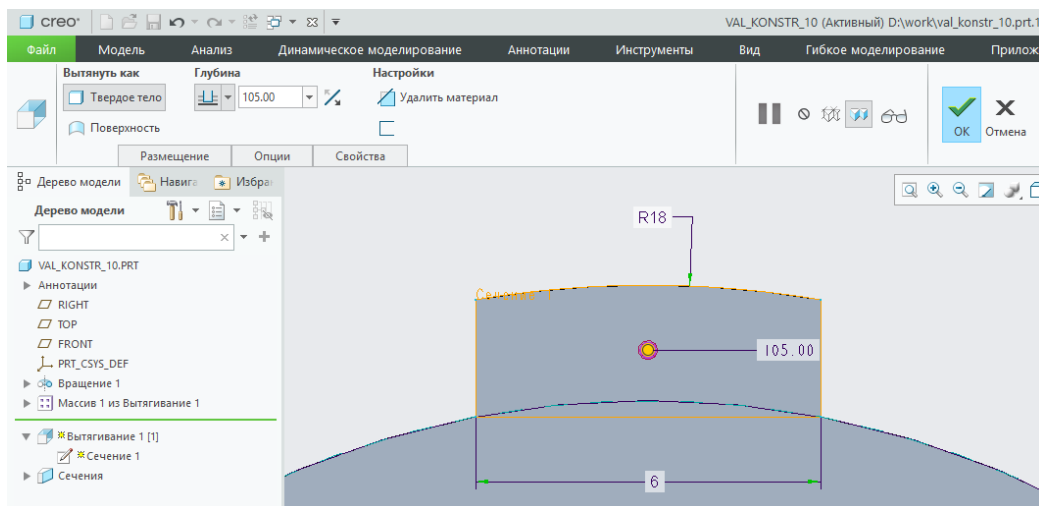 creo VAL_KONSTR_10 (Активный) D:\work\val_konstr_10.prt.1
Файл Модель Анализ Динамическое моделирование Аннотации Инструменты Вид Гибкое моделирование Прилож
Вытянуть как Глубина Настройки
Твердое тело 105.00 Удалить материал
Поверхность
OK Отмена
Размещение Опции Свойства
Дерево модели Навига Избра
Дерево модели
VAL_KONSTR_10.PRT
Аннотации
RIGHT
TOP
FRONT
PRT_CSYS_DEF
Вращение 1
Массив 1 из Вытягивание 1
Вытягивание 1 [1]
Сечение 1
Сечения
R18
105.00
6